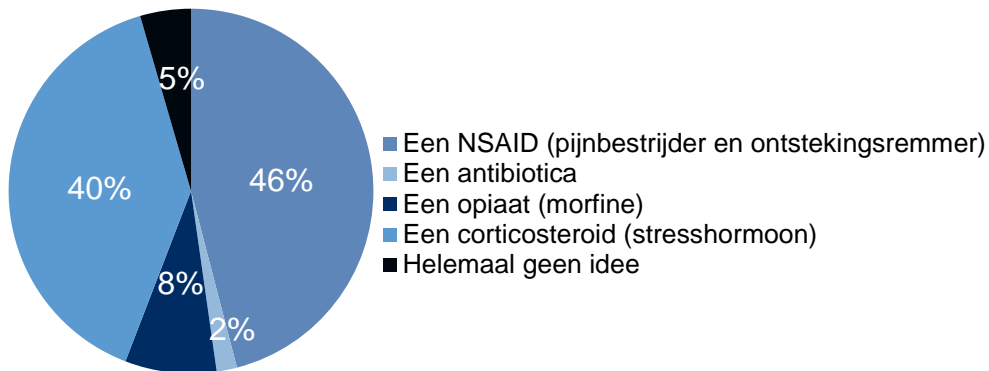 5%
46%
40%
8%
2%
Een NSAID (pijnbestrijder en ontstekingsremmer)
Een antibiotica
Een opiaat (morfine)
Een corticosteroid (stresshormoon)
Helemaal geen idee